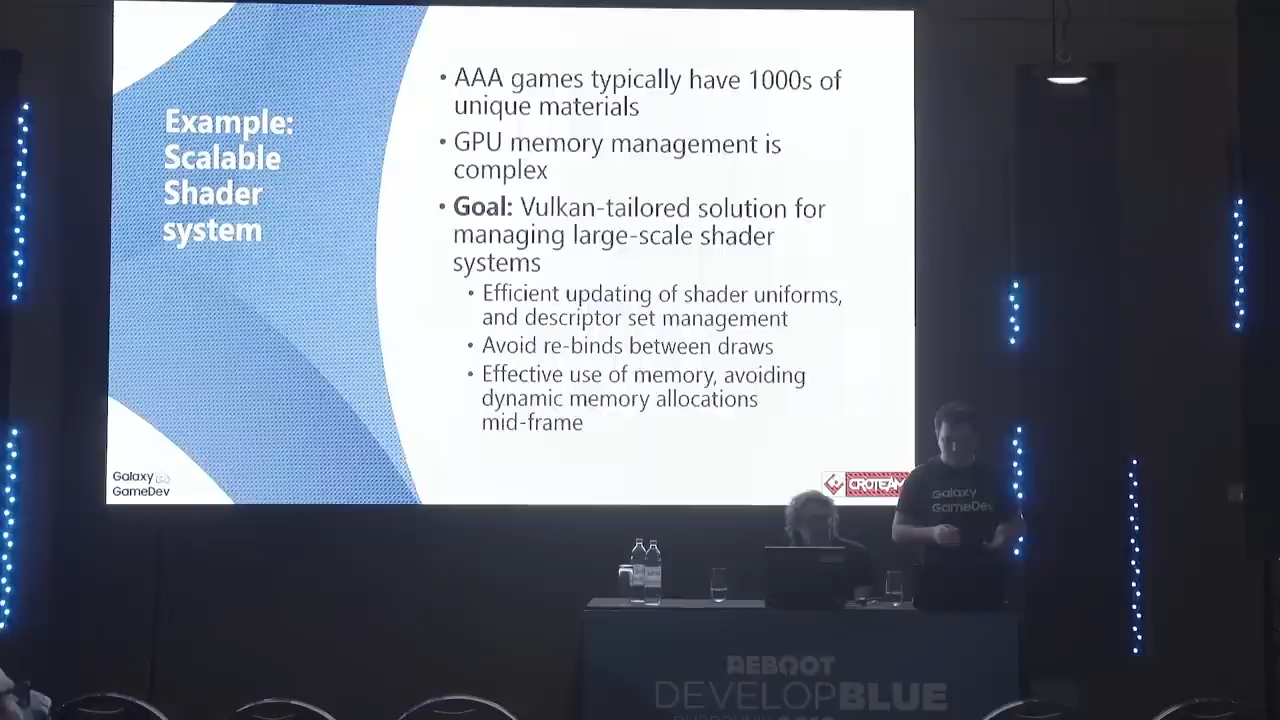 Example:
Scalable
Shader
system
• AAA games typically have 1000s of
unique materials
• GPU memory management is
complex
• Goal: Vulkan-tailored solution for
managing large-scale shader
systems
• Efficient updating of shader uniforms,
and descriptor set management
• Avoid re-binds between draws
• Effective use of memory, avoiding
dynamic memory allocations
mid-frame
Galaxy
GameDev
CROTEAM
Galaxy
GameDev
REBOOT
DEVELOPBLUE